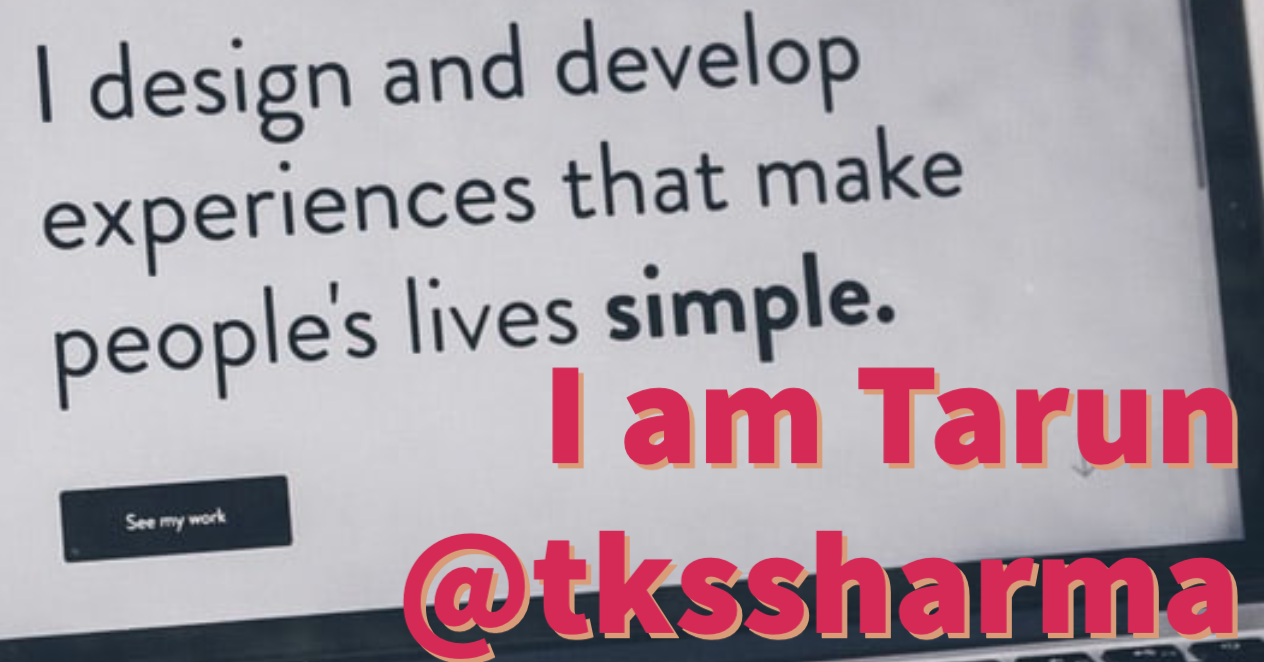 I design and develop
experiences that make
people's lives simple.
I am Tarun
See my work
@tkssharma